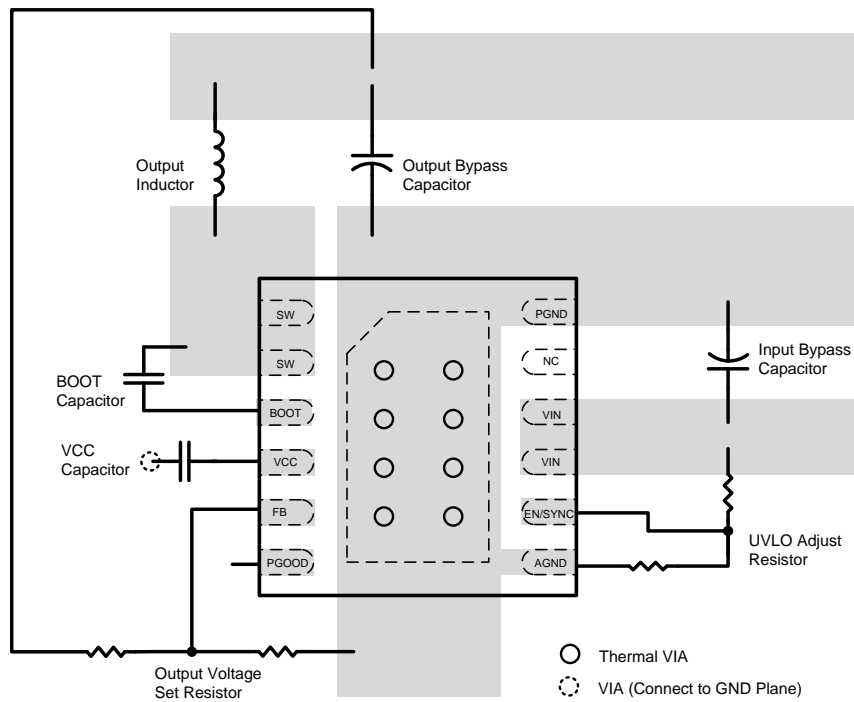 Output
Inductor
Output Bypass
Capacitor
SW
PGND
SW
NC
Input Bypass
Capacitor
BOOT
Capacitor
BOOT
VIN
VCC
Capacitor
VCC
VIN
FB
EN/SYNC
UVLO Adjust
Resistor
PGOOD
AGND
Output Voltage
Set Resistor
Thermal VIA
VIA (Connect to GND Plane)